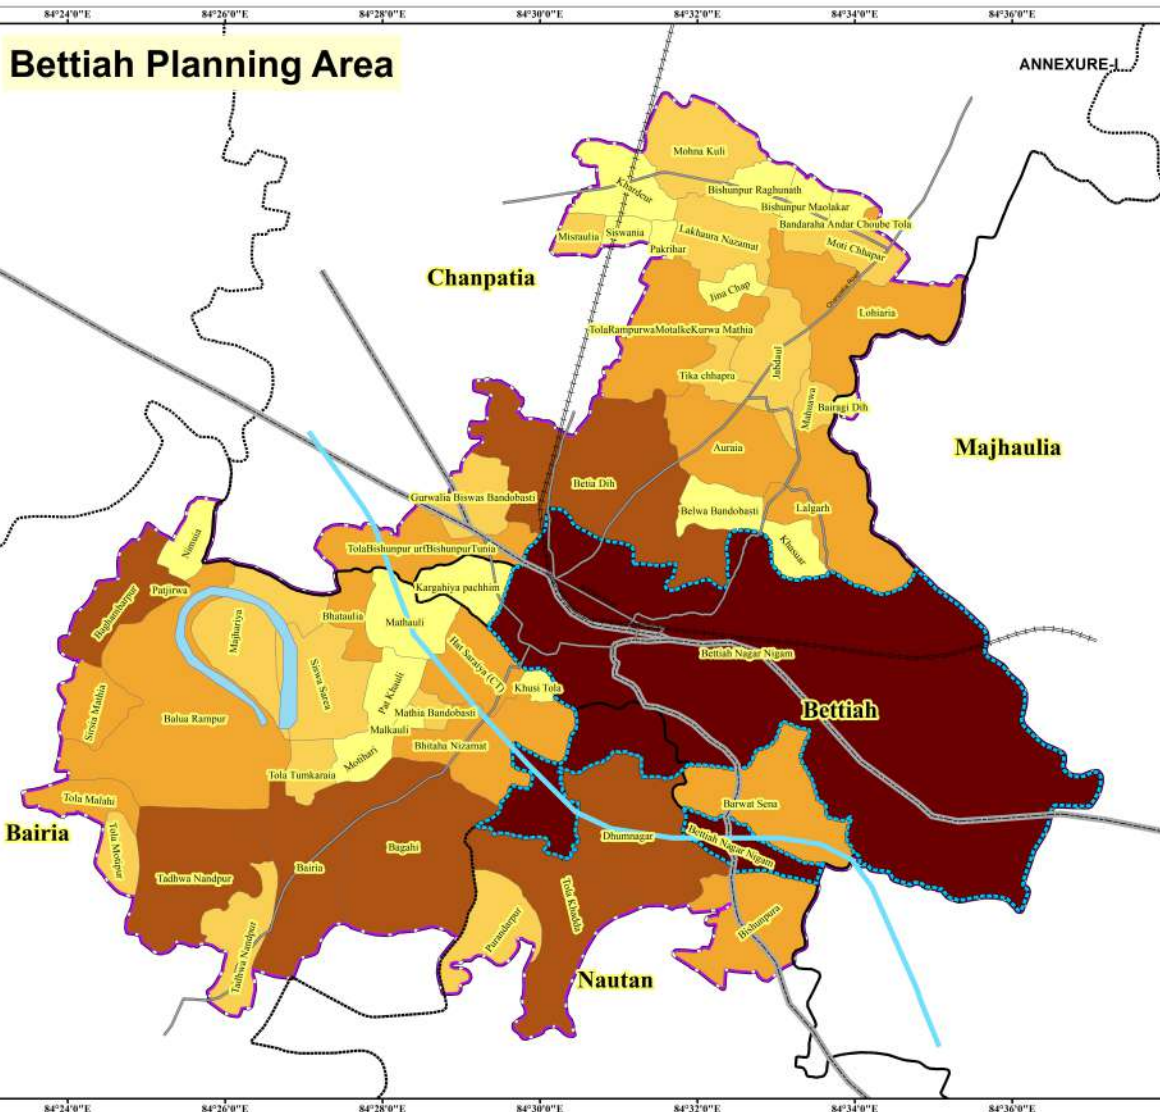 84°24'0"E 84°26'0"E 84°28'0"E 84°30'0"E 84°32'0"E 84°34'0"E 84°36'0"E
Bettiah Planning Area
ANNEXURE-I
Mohna Kuli
Khardeur
Bishunpur Raghunath
Bishunpur Maolakar
Bandaraha Andar Choube Tola
Misraulia
Siswania
Lakhaura Nazamat
Pakrihar
Moti Chhapar
Chanpatia
Jina Chap
Chanpatia Road
Lohiaria
TolaRampurwaMotalkeKurwa Mathia
Juhdaul
Tika chhapra
Mahuawa
Bairagi Dih
Auraia
Majhaulia
Betia Dih
Gurwalia Biswas Bandobasti
Belwa Bandobasti
Lalgarh
Nimuia
TolaBishunpur urfBishunpurTunia
Khusiar
Baghambarpur
Patjirwa
Kargahiya pachhim
Majhariya
Bhataulia
Mathauli
Hat Saraiya (CT)
Bettiah Nagar Nigam
Siswa Sarea
Pat Khauli
Khusi Tola
Sirsia Mathia
Balua Rampur
Mathia Bandobasti
Bettiah
Malkauli
Bhitaha Nizamat
Motihari
Tola Tumkaraia
Tola Malahi
Barwat Sena
Bairia
Tola Motipur
Dhumnagar
Bettiah Nagar Nigam
Bagahi
Bairia
Tadhwa Nandpur
Tola Khadda
Purandarpur
Bishunpura
Tadhwa Nandpur
Nautan
84°24'0"E 84°26'0"E 84°28'0"E 84°30'0"E 84°32'0"E 84°34'0"E 84°36'0"E